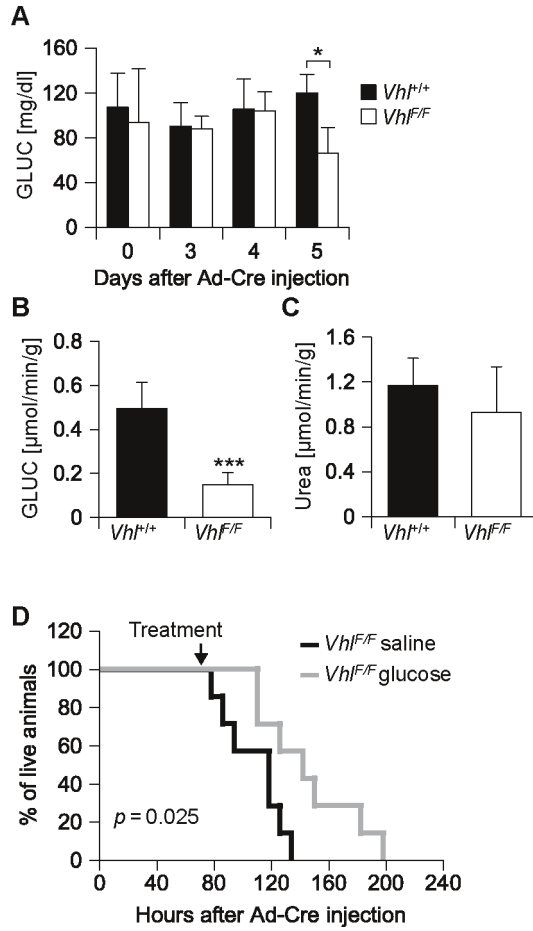 A
GLUC [mg/dl]
160
120
80
40
0
*
Vhl+/+
VhlF/F
0 3 4 5
Days after Ad-Cre injection
B
GLUC [µmol/min/g]
0.8
0.6
0.4
0.2
0
***
Vhl+/+ VhlF/F
C
Urea [µmol/min/g]
1.6
1.2
0.8
0.4
0
Vhl+/+ VhlF/F
D
% of live animals
120
100
80
60
40
20
0
Treatment
VhlF/F saline
VhlF/F glucose
p = 0.025
0 40 80 120 160 200 240
Hours after Ad-Cre injection